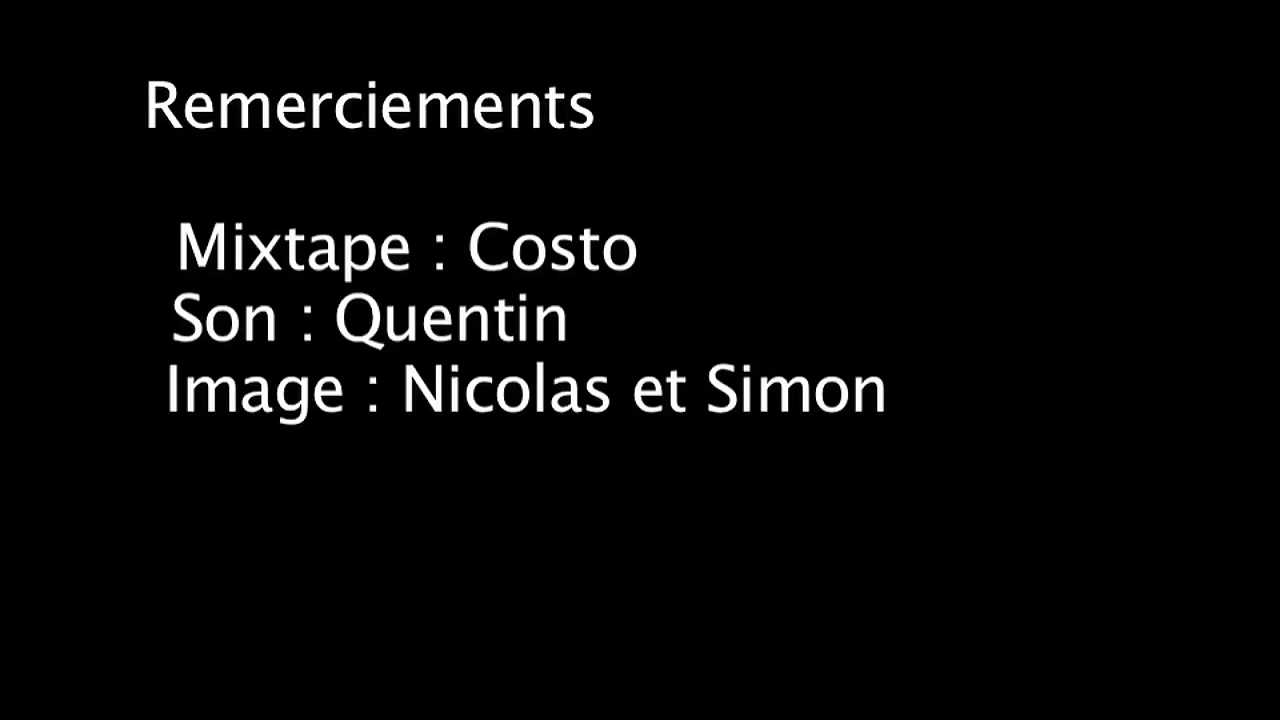 Remerciements
Mixtape : Costo
Son : Quentin
Image : Nicolas et Simon